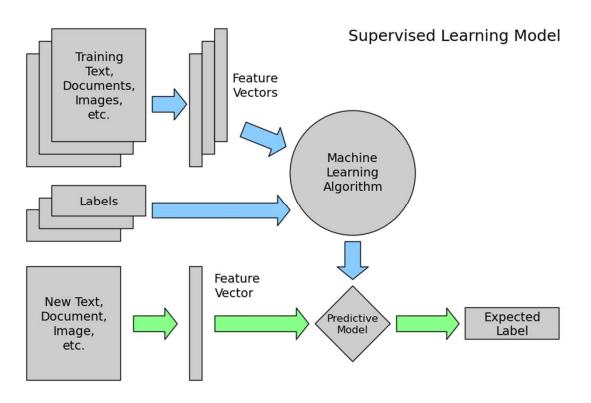 Supervised Learning Model
Training
Text,
Documents,
Images,
etc.
Feature
Vectors
Machine
Learning
Algorithm
Labels
New Text,
Document,
Image,
etc.
Feature
Vector
Predictive
Model
Expected
Label